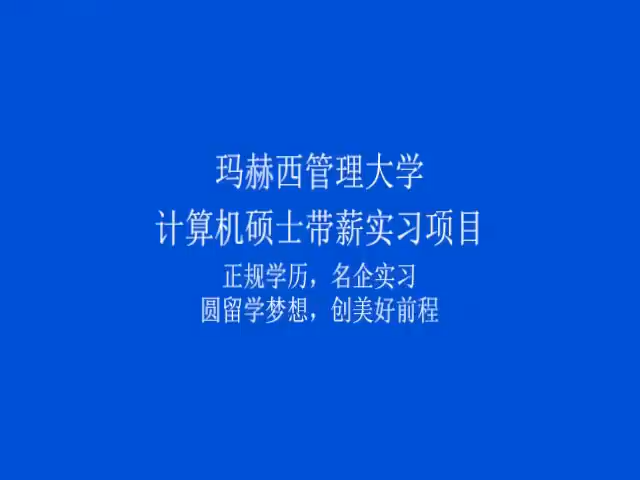 玛赫西管理大学
计算机硕士带薪实习项目
正规学历，名企实习
圆留学梦想，创美好前程